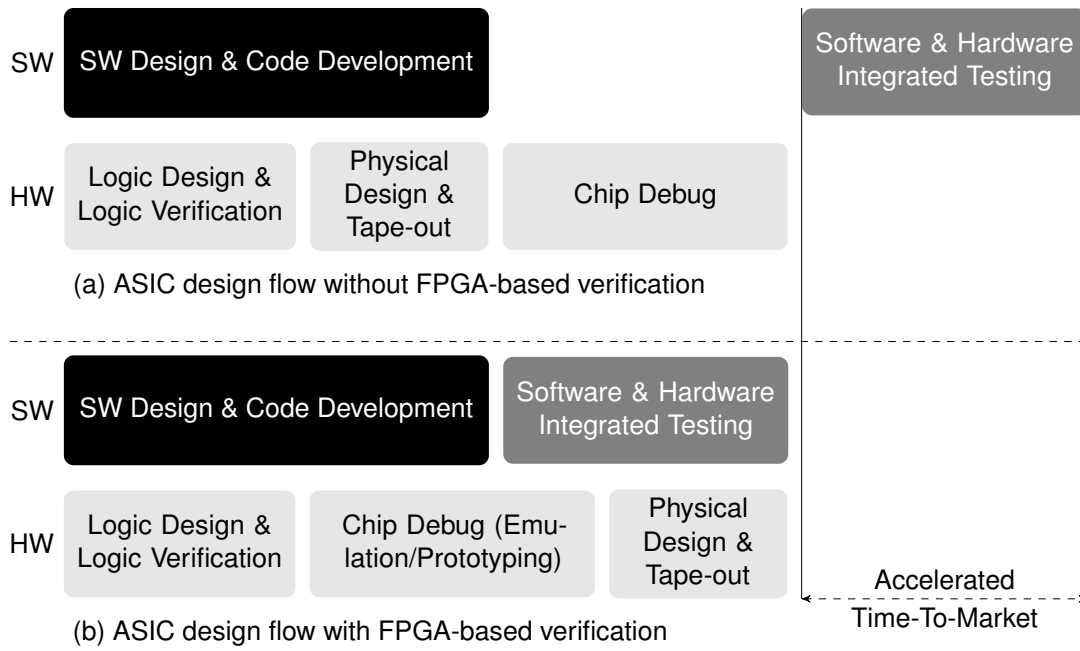 SW
SW Design & Code Development
Software & Hardware
Integrated Testing
HW
Logic Design &
Logic Verification
Physical
Design &
Tape-out
Chip Debug
(a) ASIC design flow without FPGA-based verification
SW
SW Design & Code Development
Software & Hardware
Integrated Testing
HW
Logic Design &
Logic Verification
Chip Debug (Emu-
lation/Prototyping)
Physical
Design &
Tape-out
Accelerated
Time-To-Market
(b) ASIC design flow with FPGA-based verification